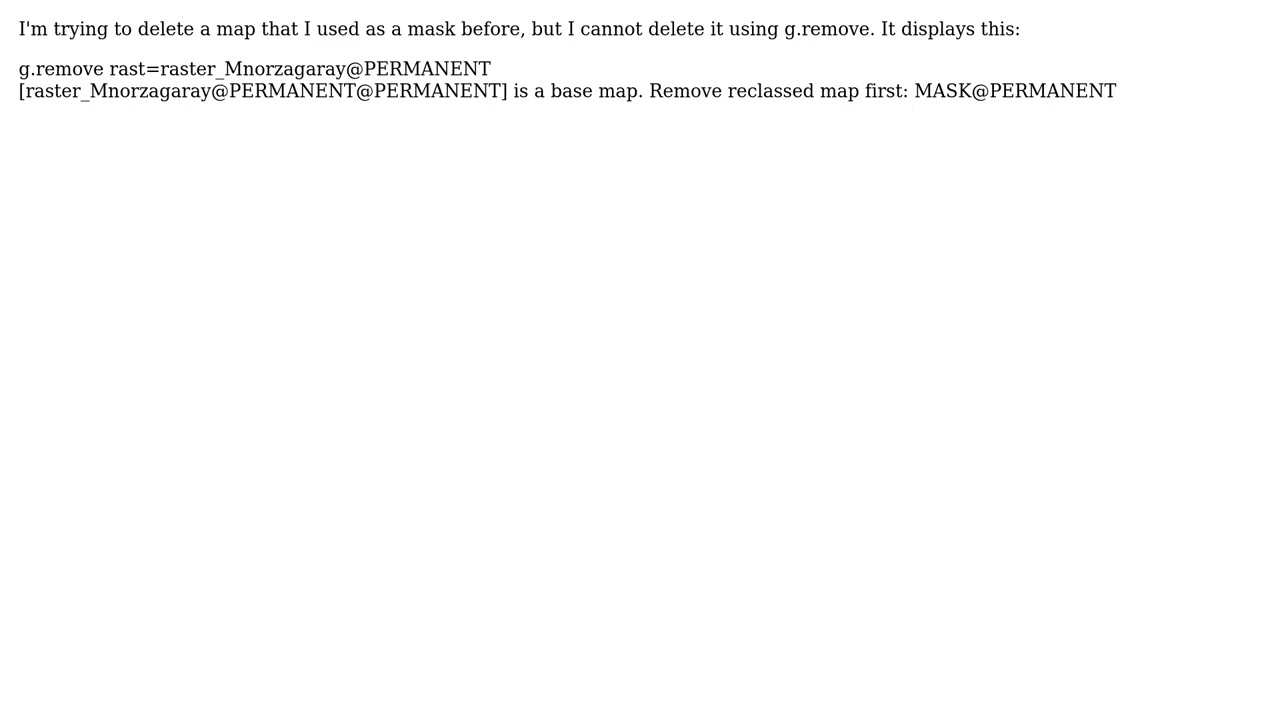 I'm trying to delete a map that I used as a mask before, but I cannot delete it using g.remove. It displays this:
g.remove rast=raster_Mnorzagaray@PERMANENT
[raster_Mnorzagaray@PERMANENT@PERMANENT] is a base map. Remove reclassed map first: MASK@PERMANENT